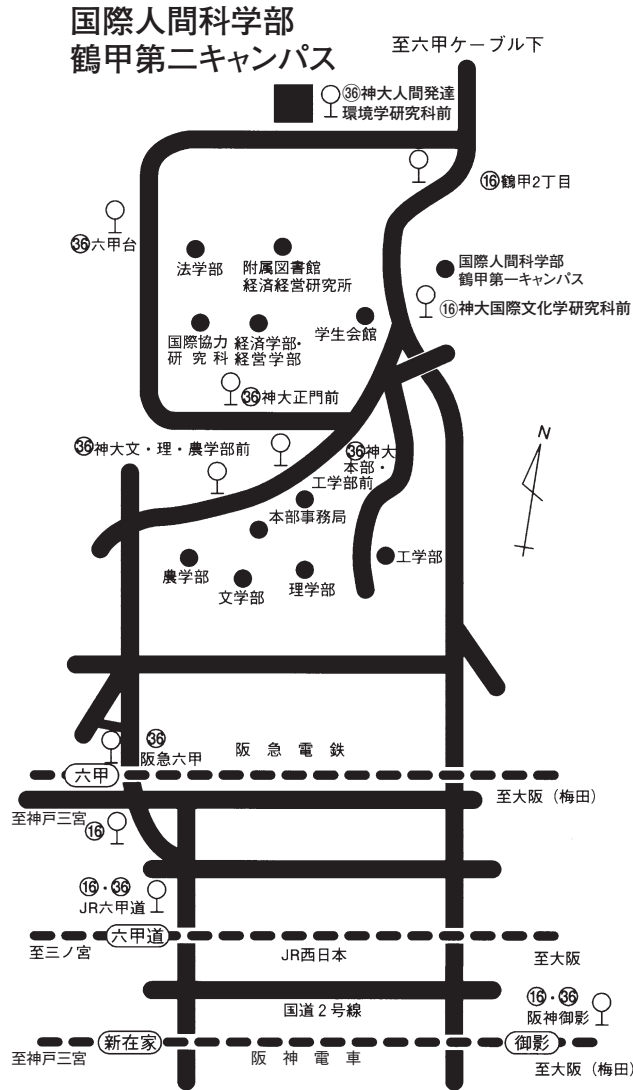 国際人間科学部
鶴甲第二キャンパス
至六甲ケーブル下
㊱神大人間発達
環境学研究科前
⑯鶴甲2丁目
㊱六甲台
法学部
附属図書館
経済経営研究所
国際人間科学部
鶴甲第一キャンパス
⑯神大国際文化学研究科前
学生会館
国際協力
研究科
経済学部・
経営学部
㊱神大正門前
㊱神大文・理・農学部前
㊱神大
本部・
工学部前
N
本部事務局
農学部
文学部
理学部
工学部
㊱
阪急六甲
阪急電鉄
六甲
至大阪（梅田）
至神戸三宮
⑯
⑯・㊱
JR六甲道
六甲道
至三ノ宮
JR西日本
至大阪
国道2号線
⑯・㊱
阪神御影
新在家
御影
至神戸三宮
阪神電車
至大阪（梅田）